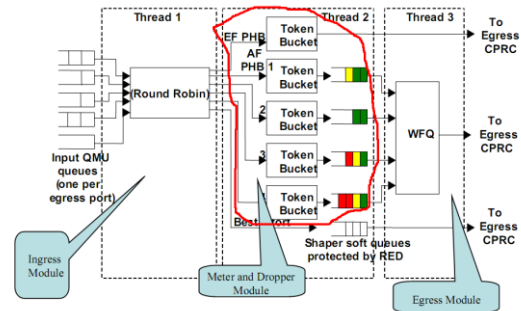 Thread 1
Thread 2
Thread 3
EF PHB
AF
PHB 1
Token
Bucket
To
Egress
CPRC
Token
Bucket
(Round Robin)
2
Token
Bucket
WFQ
To
Egress
CPRC
3
Token
Bucket
Input QMU
queues
(one per
egress port)
Token
Bucket
Shaper soft queues
protected by RED
To
Egress
CPRC
Ingress
Module
Meter and Dropper
Module
Egress Module